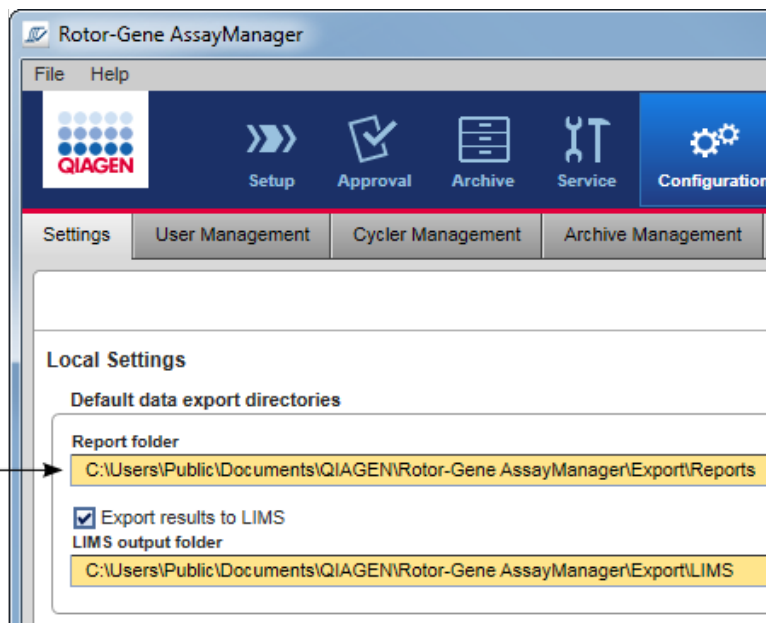 Rotor-Gene AssayManager
File Help
QIAGEN
Setup Approval Archive Service Configuration
Settings User Management Cycler Management Archive Management
Local Settings
Default data export directories
Report folder
C:\Users\Public\Documents\QIAGEN\Rotor-Gene AssayManager\Export\Reports
Export results to LIMS
LIMS output folder
C:\Users\Public\Documents\QIAGEN\Rotor-Gene AssayManager\Export\LIMS